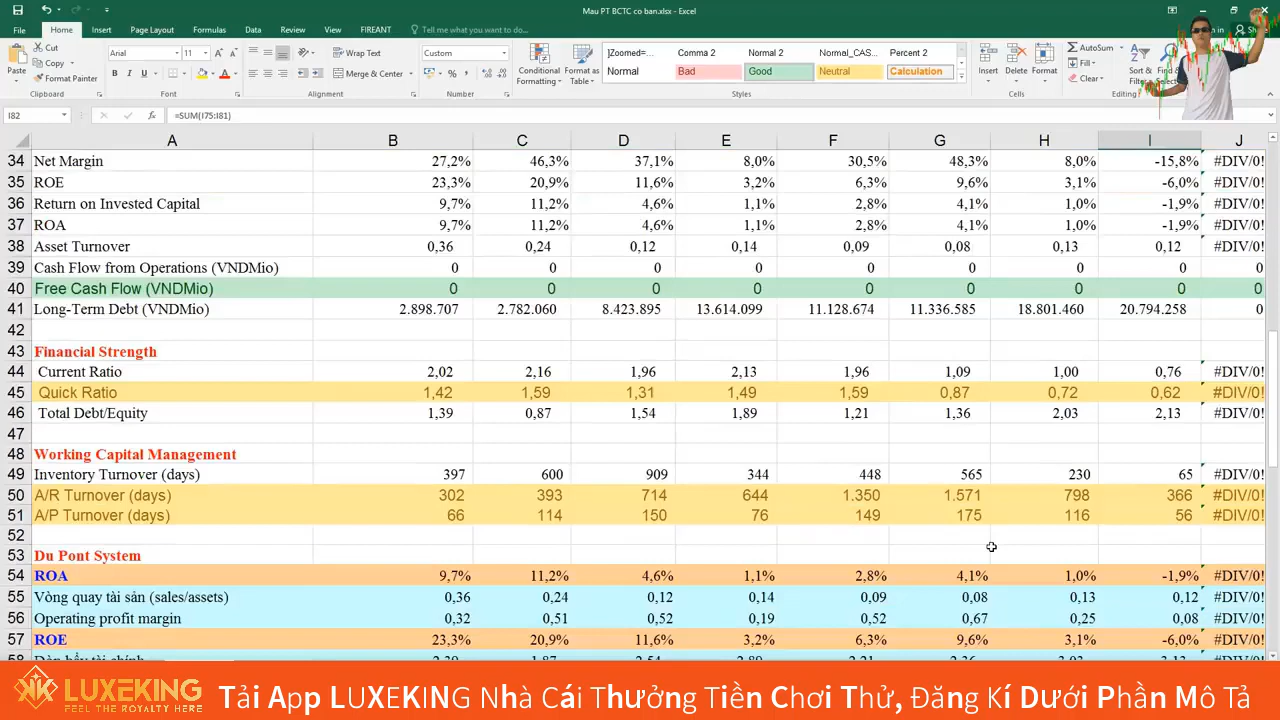 Mau PT BCTC co ban.xlsx - Excel
File Home Insert Page Layout Formulas Data Review View FIREANT Tell me what you want to do...
Paste Cut Copy Format Painter Clipboard
Arial 11 Font
Wrap Text Merge & Center Alignment
Custom Number
Conditional Formatting Format as Table
Zoomed=... Comma 2 Normal 2 Normal_CAS... Percent 2
Normal Bad Good Neutral Calculation
Styles
Insert Delete Format Cells
AutoSum Fill Clear Sort & Editing
I82 =SUM(I75:I81)
A B C D E F G H I J
34 Net Margin 27,2% 46,3% 37,1% 8,0% 30,5% 48,3% 8,0% -15,8% #DIV/0!
35 ROE 23,3% 20,9% 11,6% 3,2% 6,3% 9,6% 3,1% -6,0% #DIV/0!
36 Return on Invested Capital 9,7% 11,2% 4,6% 1,1% 2,8% 4,1% 1,0% -1,9% #DIV/0!
37 ROA 9,7% 11,2% 4,6% 1,1% 2,8% 4,1% 1,0% -1,9% #DIV/0!
38 Asset Turnover 0,36 0,24 0,12 0,14 0,09 0,08 0,13 0,12 #DIV/0!
39 Cash Flow from Operations (VNDMio) 0 0 0 0 0 0 0 0 0
40 Free Cash Flow (VNDMio) 0 0 0 0 0 0 0 0 0
41 Long-Term Debt (VNDMio) 2.898.707 2.782.060 8.423.895 13.614.099 11.128.674 11.336.585 18.801.460 20.794.258 0
42
43 Financial Strength
44 Current Ratio 2,02 2,16 1,96 2,13 1,96 1,09 1,00 0,76 #DIV/0!
45 Quick Ratio 1,42 1,59 1,31 1,49 1,59 0,87 0,72 0,62 #DIV/0!
46 Total Debt/Equity 1,39 0,87 1,54 1,89 1,21 1,36 2,03 2,13 #DIV/0!
47
48 Working Capital Management
49 Inventory Turnover (days) 397 600 909 344 448 565 230 65 #DIV/0!
50 A/R Turnover (days) 302 393 714 644 1.350 1.571 798 366 #DIV/0!
51 A/P Turnover (days) 66 114 150 76 149 175 116 56 #DIV/0!
52
53 Du Pont System
54 ROA 9,7% 11,2% 4,6% 1,1% 2,8% 4,1% 1,0% -1,9% #DIV/0!
55 Vòng quay tài sản (sales/assets) 0,36 0,24 0,12 0,14 0,09 0,08 0,13 0,12 #DIV/0!
56 Operating profit margin 0,32 0,51 0,52 0,19 0,52 0,67 0,25 0,08 #DIV/0!
57 ROE 23,3% 20,9% 11,6% 3,2% 6,3% 9,6% 3,1% -6,0% #DIV/0!
LUXEKING
FEEL THE ROYALTY HERE
Tải App LUXEKING Nhà Cái Thưởng Tiền Chơi Thử, Đăng Kí Dưới Phần Mô Tả